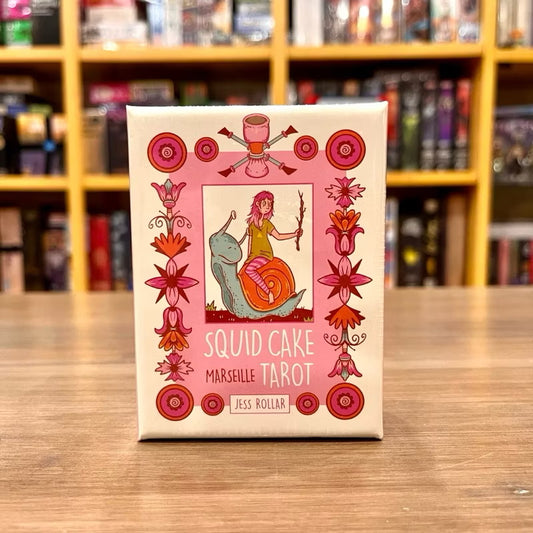 SQUID CAKE
MARSEILLE TAROT
JESS ROLLAR